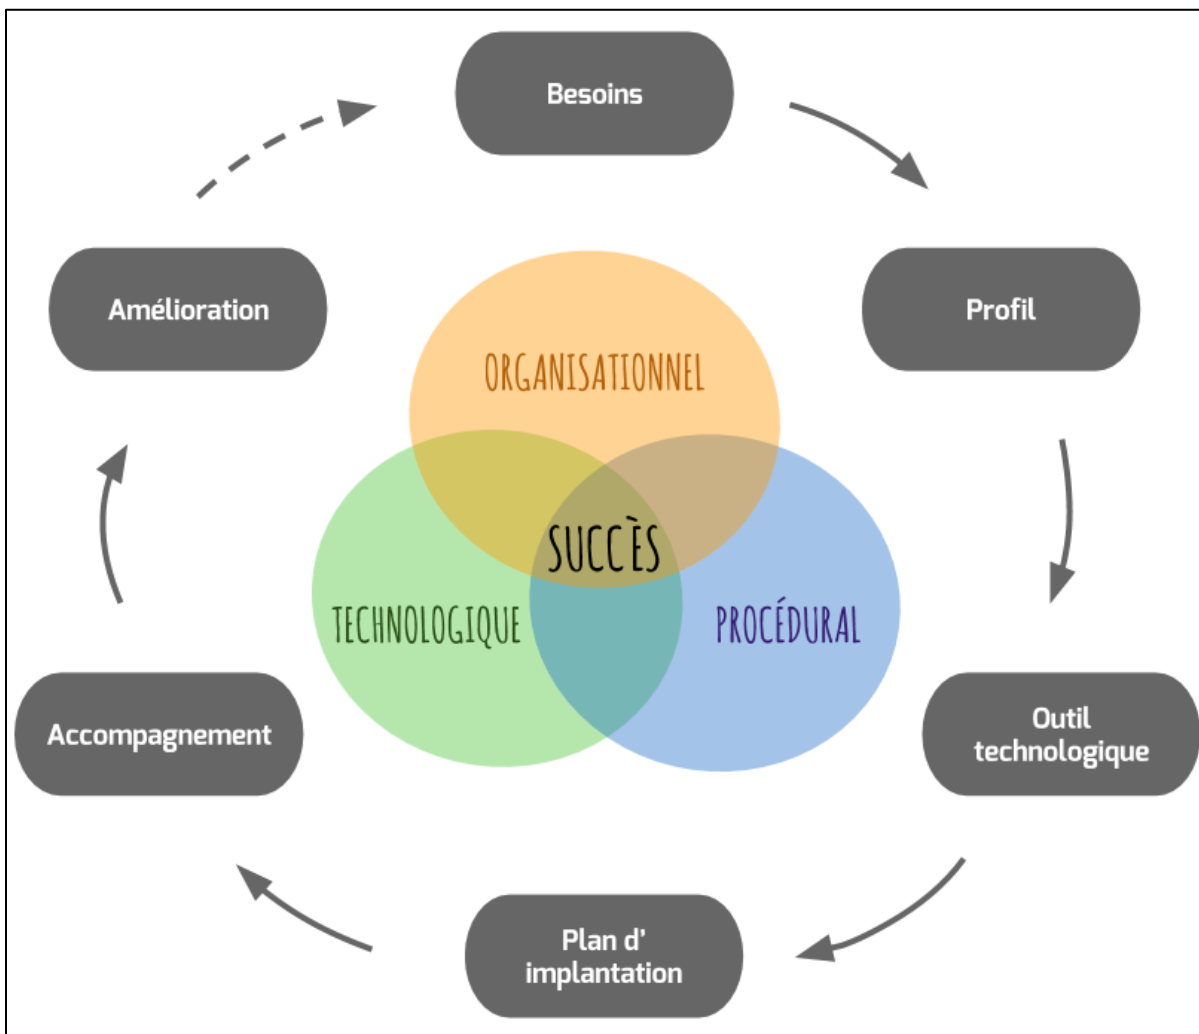 Besoins
Profil
Outil
technologique
Plan d'
implantation
Accompagnement
Amélioration
ORGANISATIONNEL
SUCCÈS
TECHNOLOGIQUE
PROCÉDURAL